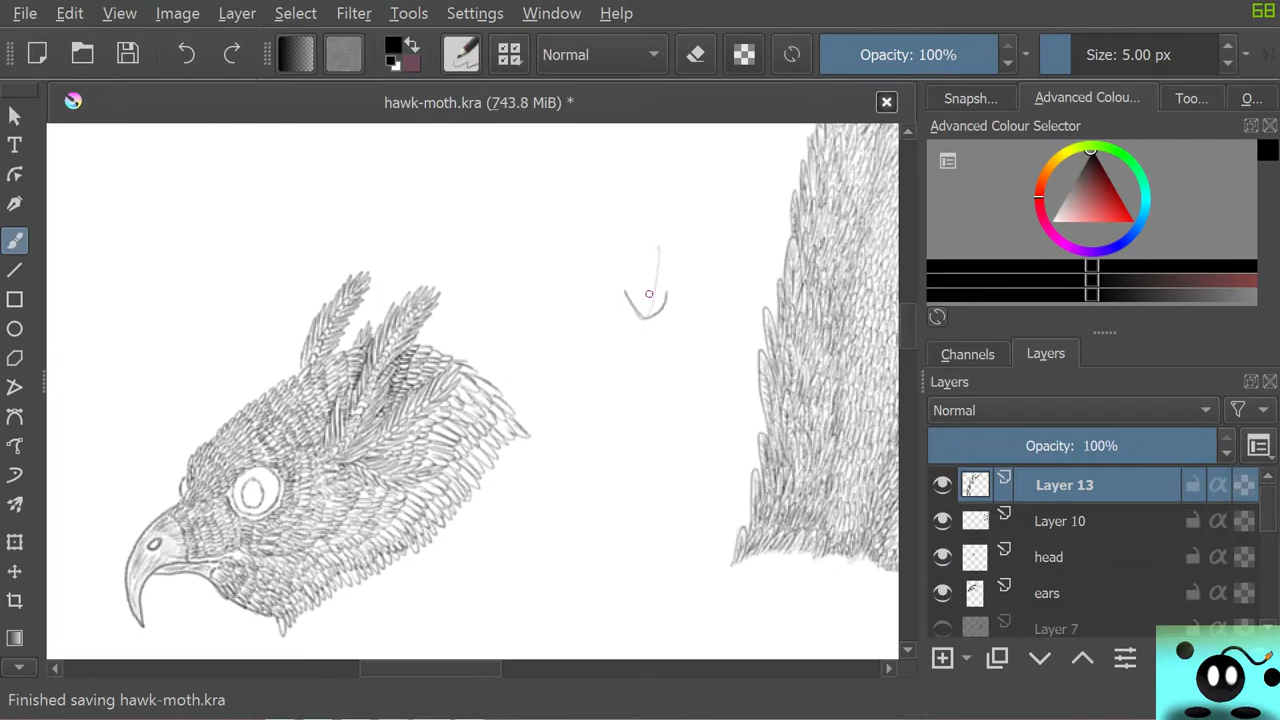 File Edit View Image Layer Select Filter Tools Settings Window Help
68
Normal
Opacity: 100%
Size: 5.00 px
hawk-moth.kra (743.8 MiB) *
Snapsh... Advanced Colou... Too... O...
Advanced Colour Selector
Channels Layers
Layers
Normal
Opacity: 100%
Layer 13
Layer 10
head
ears
Layer 7
Finished saving hawk-moth.kra